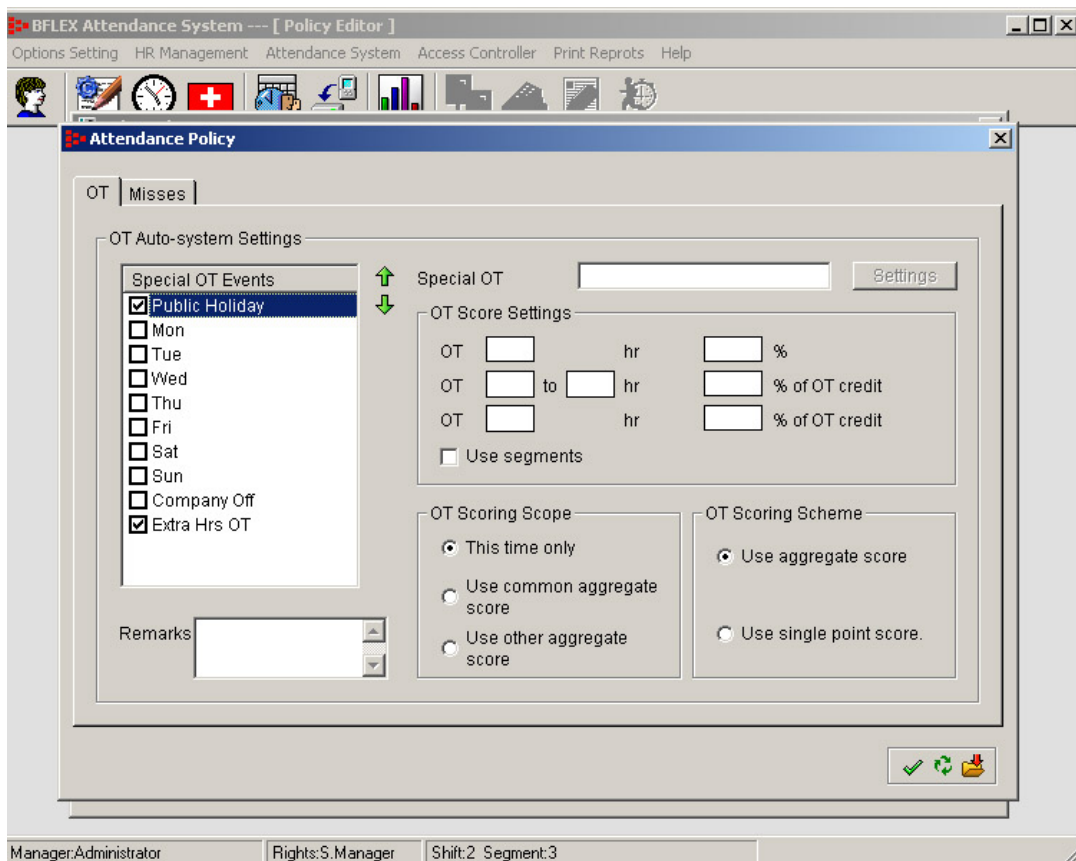 BFLEX Attendance System --- [ Policy Editor ]
Options Setting HR Management Attendance System Access Controller Print Reprots Help
Attendance Policy
OT Misses
OT Auto-system Settings
Special OT Events
Public Holiday
Mon
Tue
Wed
Thu
Fri
Sat
Sun
Company Off
Extra Hrs OT
Remarks
Special OT Settings
OT Score Settings
OT hr %
OT to hr % of OT credit
OT hr % of OT credit
Use segments
OT Scoring Scope
This time only
Use common aggregate
score
Use other aggregate
score
OT Scoring Scheme
Use aggregate score
Use single point score.
Manager:Administrator Rights:S.Manager Shift:2 Segment:3